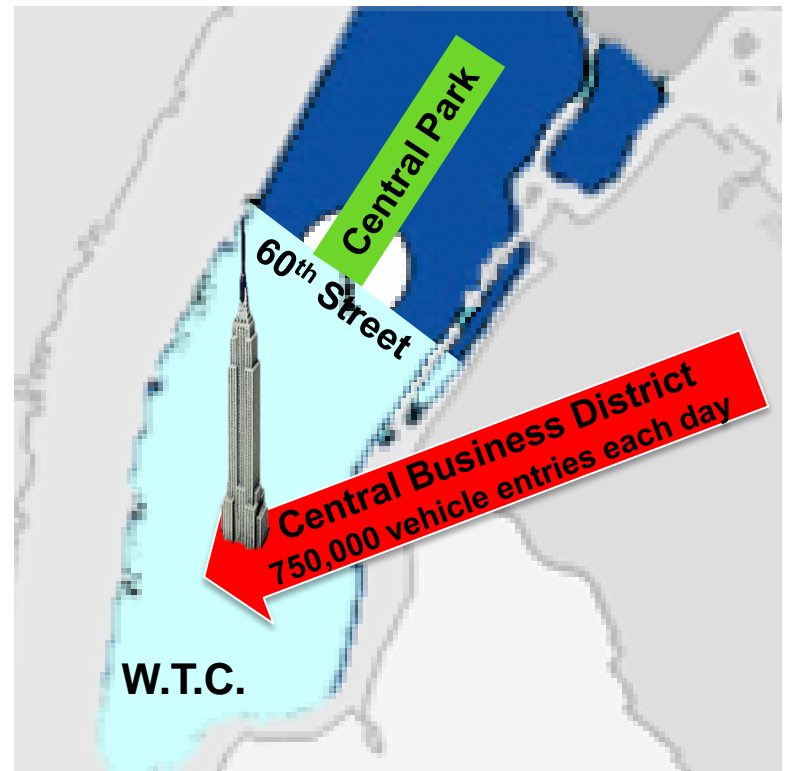 Central Park
60th Street
Central Business District
750,000 vehicle entries each day
W.T.C.